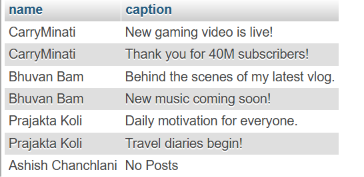 name caption
CarryMinati New gaming video is live!
CarryMinati Thank you for 40M subscribers!
Bhuvan Bam Behind the scenes of my latest vlog.
Bhuvan Bam New music coming soon!
Prajakta Koli Daily motivation for everyone.
Prajakta Koli Travel diaries begin!
Ashish Chanchlani No Posts